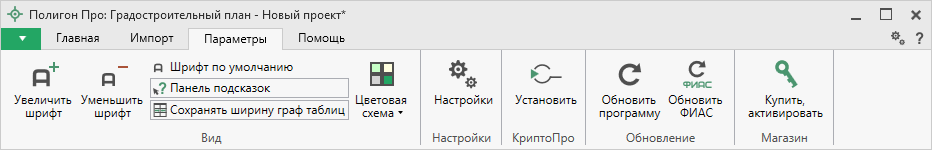 Полигон Про: Градостроительный план - Новый проект*
Главная Импорт Параметры Помощь
?
Увеличить
шрифт
Уменьшить
шрифт
Шрифт по умолчанию
Панель подсказок
Сохранять ширину граф таблиц
Цветовая
схема
Вид
Настройки
Настройки
Установить
КриптоПро
Обновить
программу
ФИАС
Обновить
ФИАС
Обновление
Купить,
активировать
Магазин